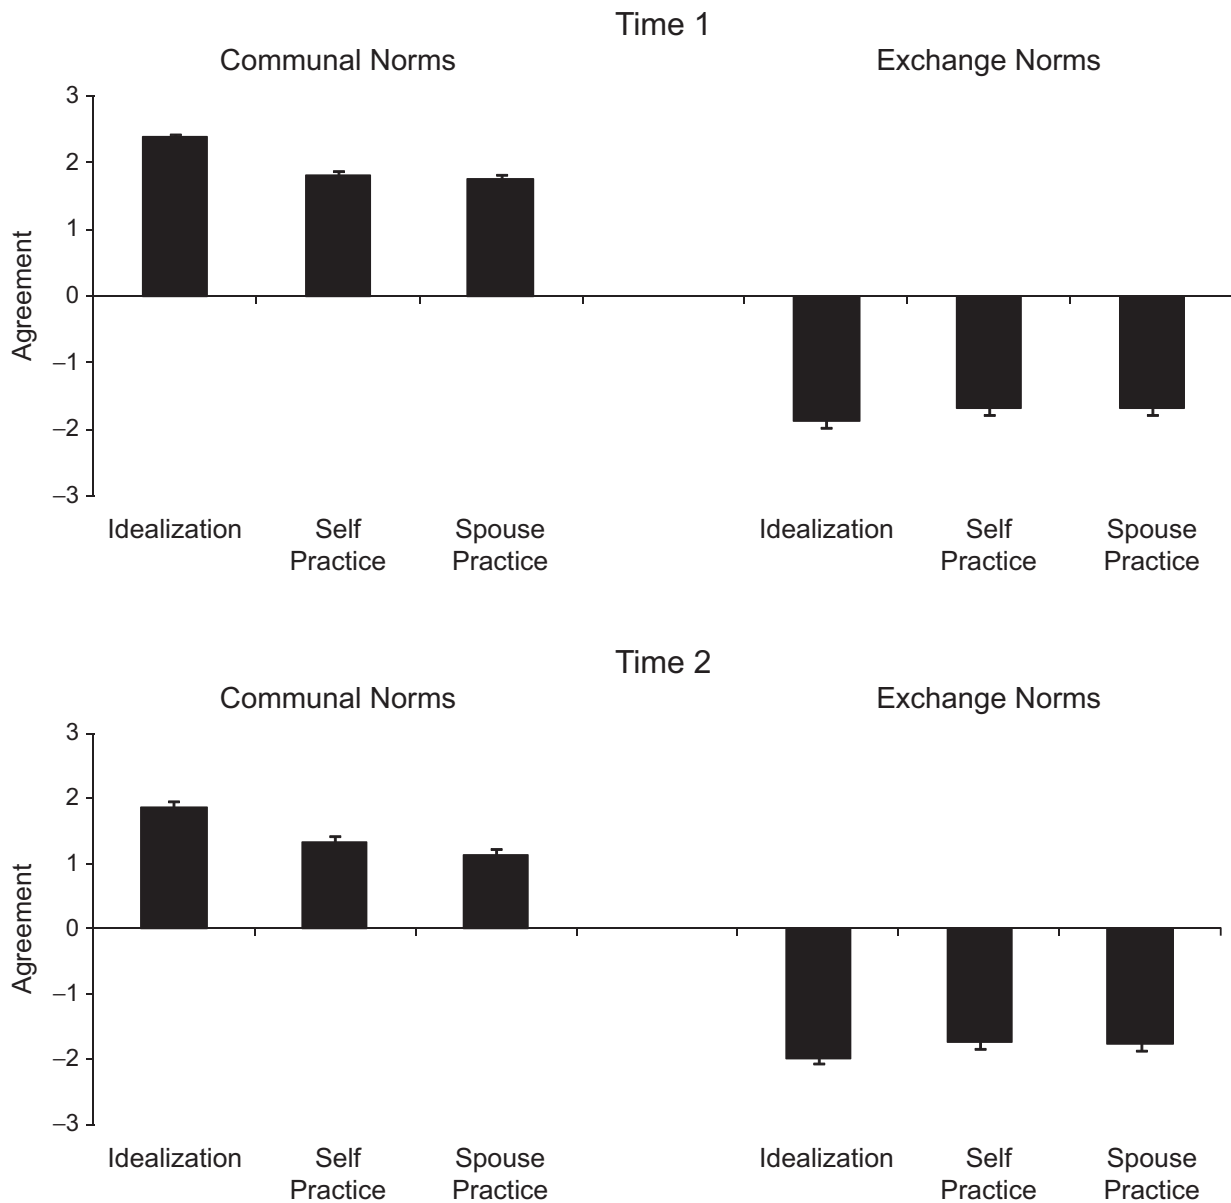 Time 1
Communal Norms
Exchange Norms
Agreement
3
2
1
0
–1
–2
–3
Idealization
Self
Practice
Spouse
Practice
Idealization
Self
Practice
Spouse
Practice
Time 2
Communal Norms
Exchange Norms
Agreement
3
2
1
0
–1
–2
–3
Idealization
Self
Practice
Spouse
Practice
Idealization
Self
Practice
Spouse
Practice